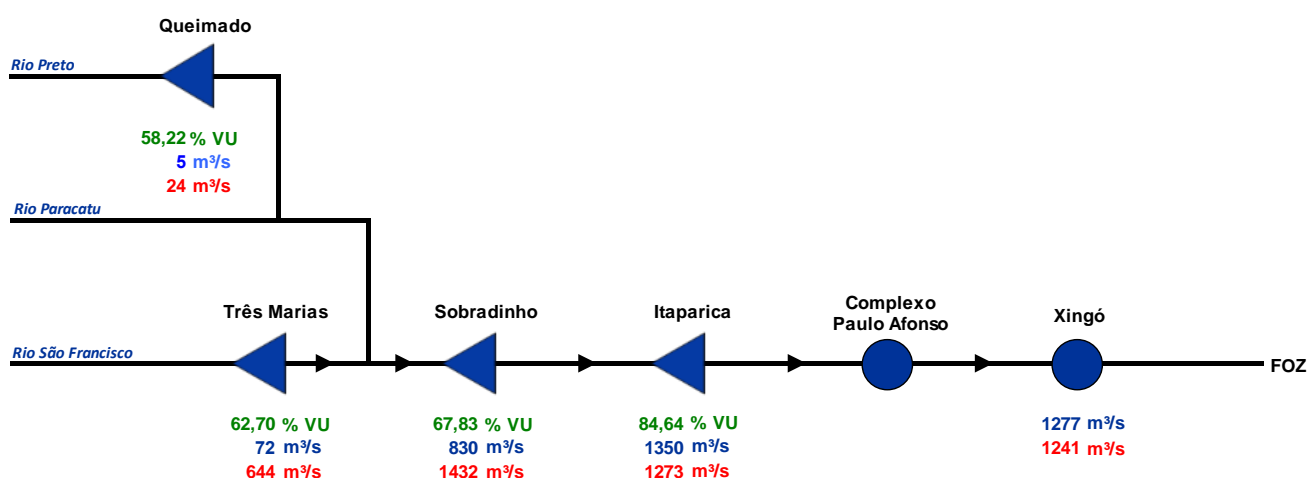 Queimado
Rio Preto
58,22 % VU
5 m³/s
24 m³/s
Rio Paracatu
Três Marias
Sobradinho
Itaparica
Complexo
Paulo Afonso
Xingó
Rio São Francisco
FOZ
62,70 % VU
72 m³/s
644 m³/s
67,83 % VU
830 m³/s
1432 m³/s
84,64 % VU
1350 m³/s
1273 m³/s
1277 m³/s
1241 m³/s